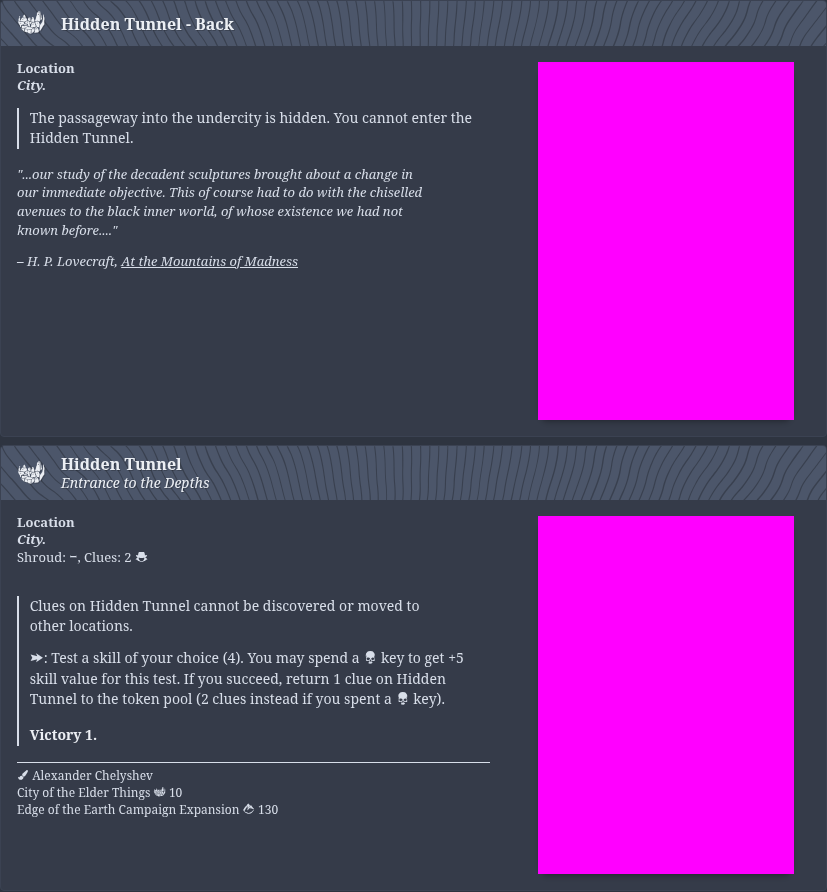 Hidden Tunnel - Back
Location
City.
The passageway into the undercity is hidden. You cannot enter the
Hidden Tunnel.
"...our study of the decadent sculptures brought about a change in
our immediate objective. This of course had to do with the chiselled
avenues to the black inner world, of whose existence we had not
known before...."
– H. P. Lovecraft, At the Mountains of Madness
Hidden Tunnel
Entrance to the Depths
Location
City.
Shroud: –, Clues: 2
Clues on Hidden Tunnel cannot be discovered or moved to
other locations.
: Test a skill of your choice (4). You may spend a key to get +5
skill value for this test. If you succeed, return 1 clue on Hidden
Tunnel to the token pool (2 clues instead if you spent a key).
Victory 1.
Alexander Chelyshev
City of the Elder Things 10
Edge of the Earth Campaign Expansion 130